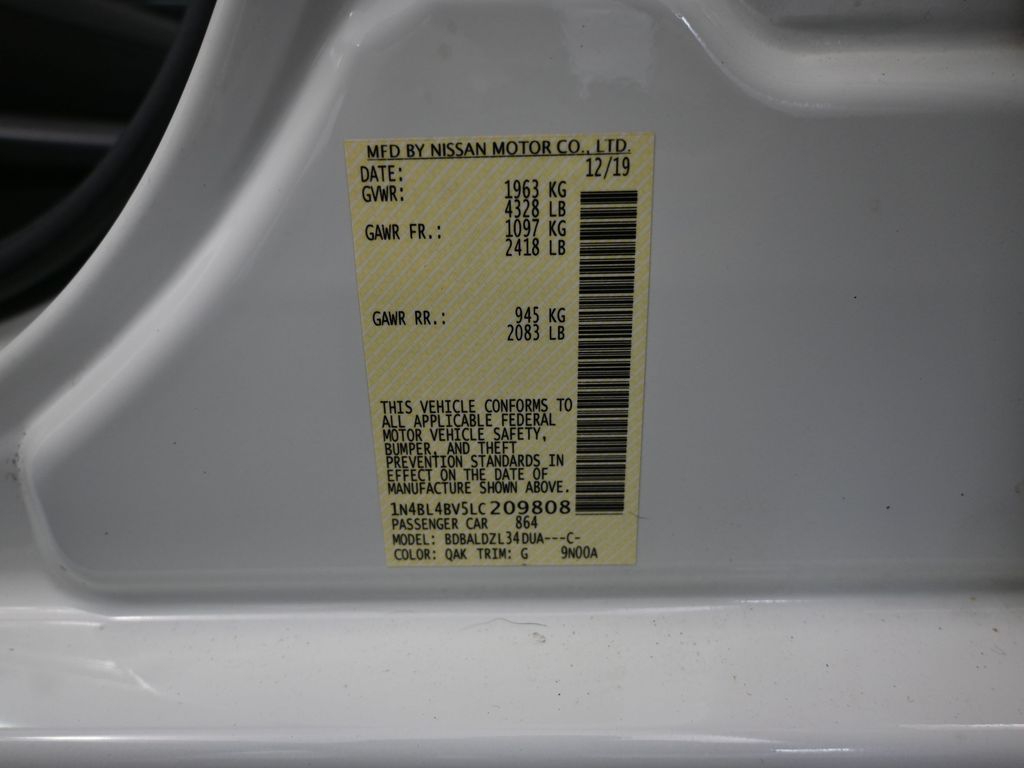 MFD BY NISSAN MOTOR CO., LTD.
DATE: 12/19
GVWR: 1963 KG
4328 LB
GAWR FR.: 1097 KG
2418 LB
GAWR RR.: 945 KG
2083 LB
THIS VEHICLE CONFORMS TO
ALL APPLICABLE FEDERAL
MOTOR VEHICLE SAFETY,
BUMPER, AND THEFT
PREVENTION STANDARDS IN
EFFECT ON THE DATE OF
MANUFACTURE SHOWN ABOVE.
1N4BL4BV5LC209808
PASSENGER CAR 864
MODEL: BDBALDZL34DUA---C-
COLOR: QAK TRIM: G 9N00A